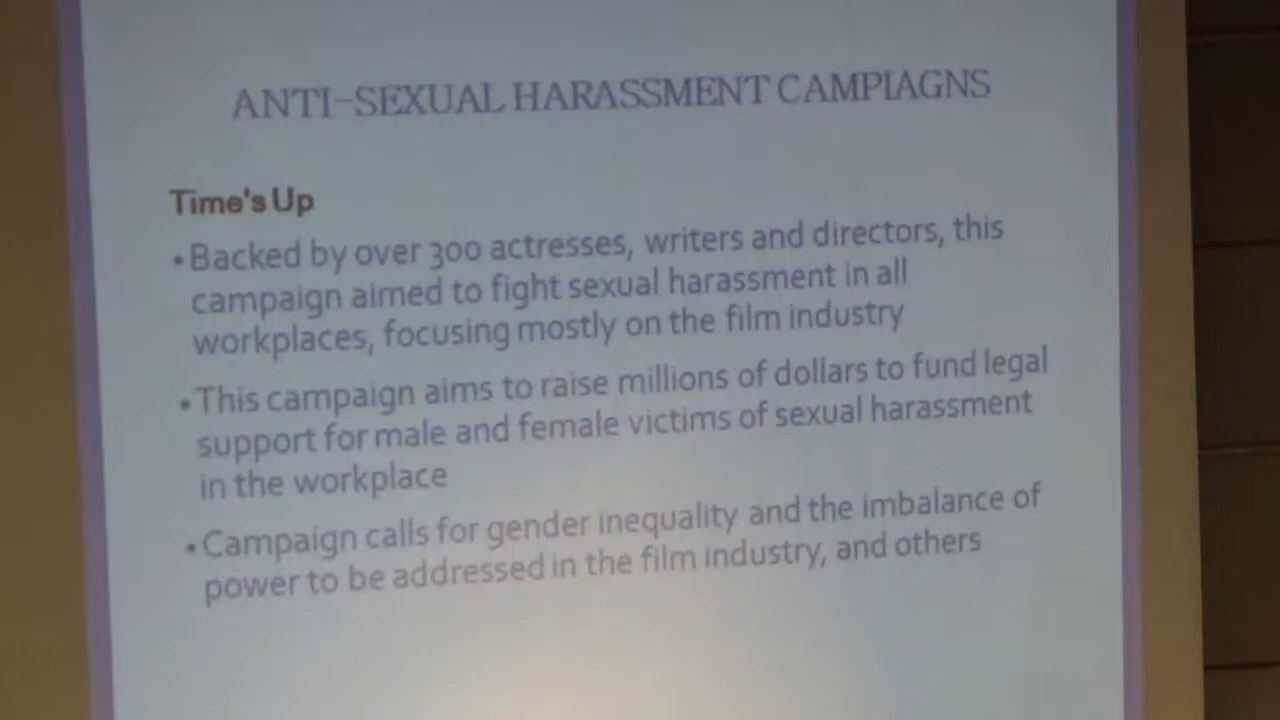 ANTI-SEXUAL HARASSMENT CAMPIAGNS
Time's Up
•Backed by over 300 actresses, writers and directors, this
campaign aimed to fight sexual harassment in all
workplaces, focusing mostly on the film industry
•This campaign aims to raise millions of dollars to fund legal
support for male and female victims of sexual harassment
in the workplace
•Campaign calls for gender inequality and the imbalance of
power to be addressed in the film industry, and others